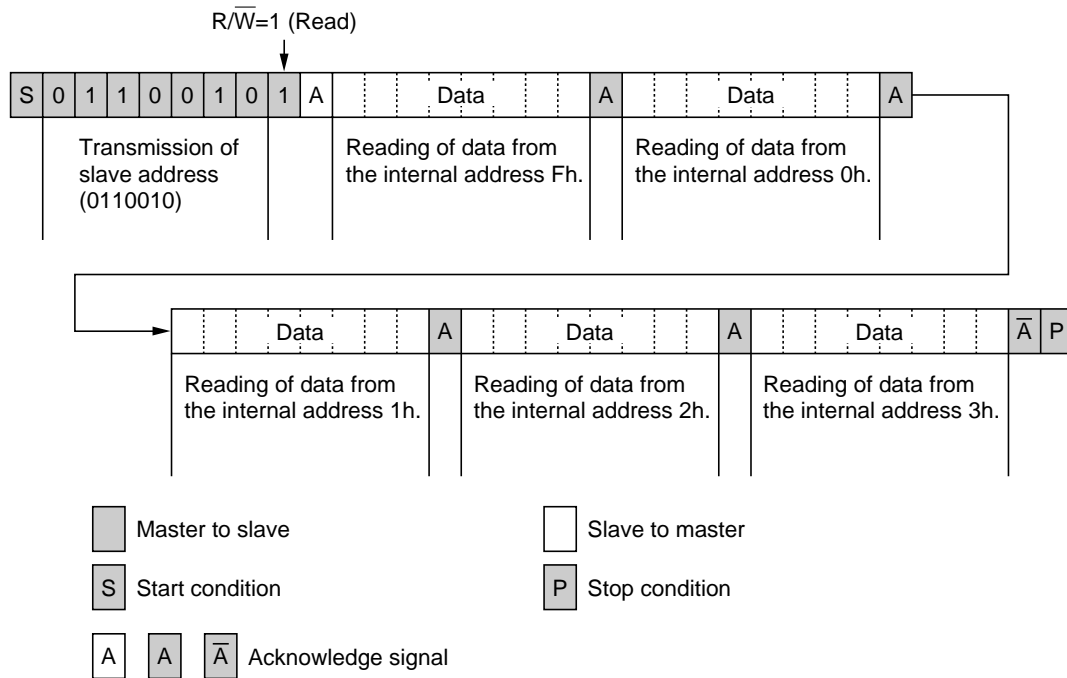 R/W̅=1 (Read)
S 0 1 1 0 0 1 0 1 A Data A Data A
Transmission of
slave address
(0110010)
Reading of data from
the internal address Fh.
Reading of data from
the internal address 0h.
Data A Data A Data A̅ P
Reading of data from
the internal address 1h.
Reading of data from
the internal address 2h.
Reading of data from
the internal address 3h.
Master to slave
Slave to master
S Start condition
P Stop condition
A A A̅ Acknowledge signal